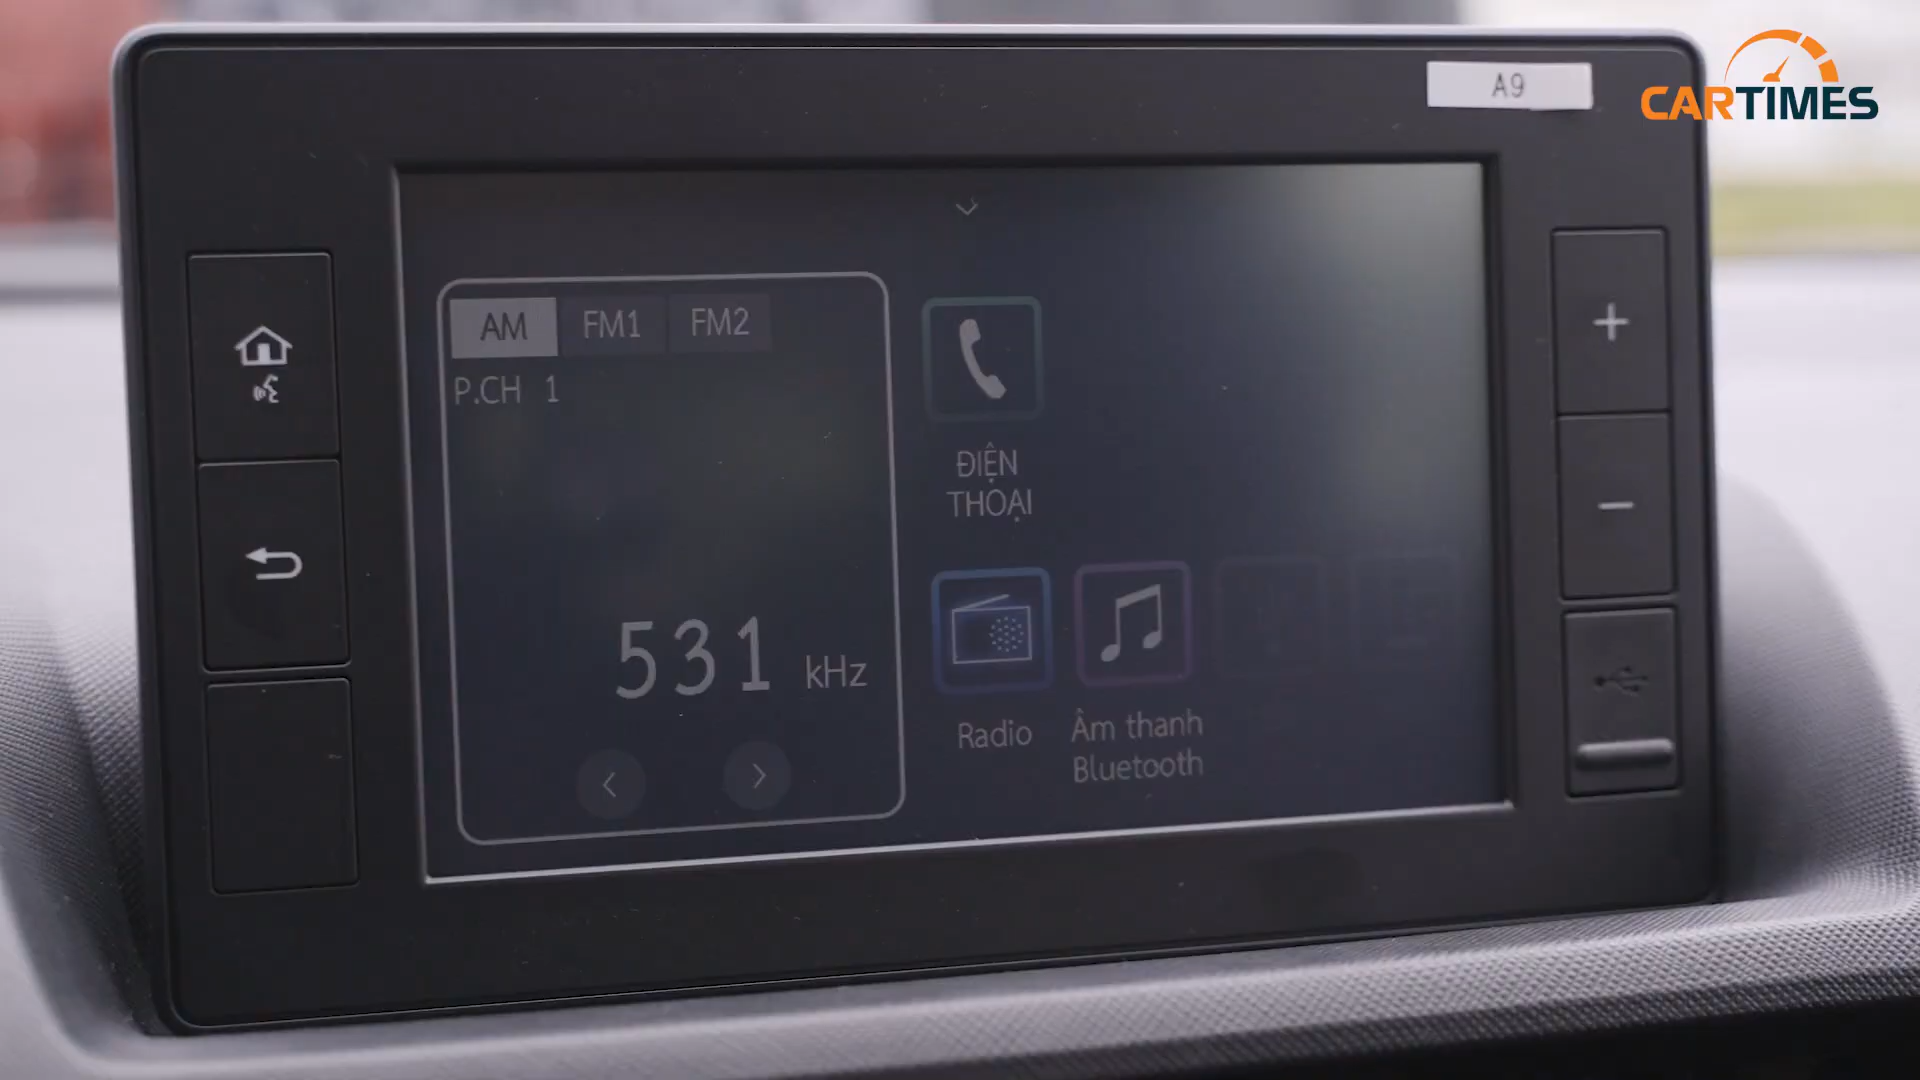 A9
CARTIMES
AM FM1 FM2
P.CH 1
531 kHz
ĐIỆN
THOẠI
Radio
Âm thanh
Bluetooth